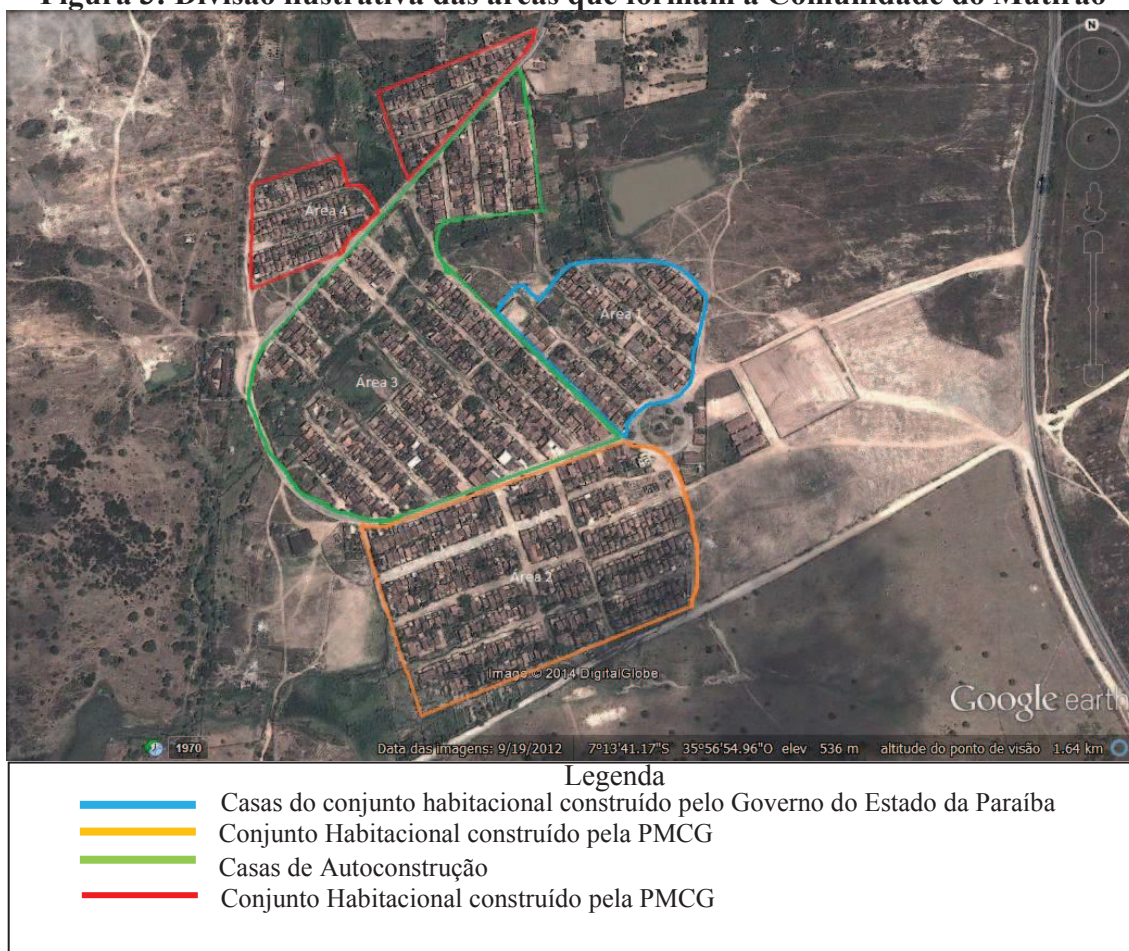 Figura 3: Divisão ilustrativa das áreas que formam a Comunidade do Mutirão
N
Área 4
Área 1
Área 3
Área 2
Image © 2014 DigitalGlobe
Google earth
1970
Data das imagens: 9/19/2012 7°13'41.17"S 35°56'54.96"O elev 536 m altitude do ponto de visão 1.64 km
Legenda
Casas do conjunto habitacional construído pelo Governo do Estado da Paraíba
Conjunto Habitacional construído pela PMCG
Casas de Autoconstrução
Conjunto Habitacional construído pela PMCG